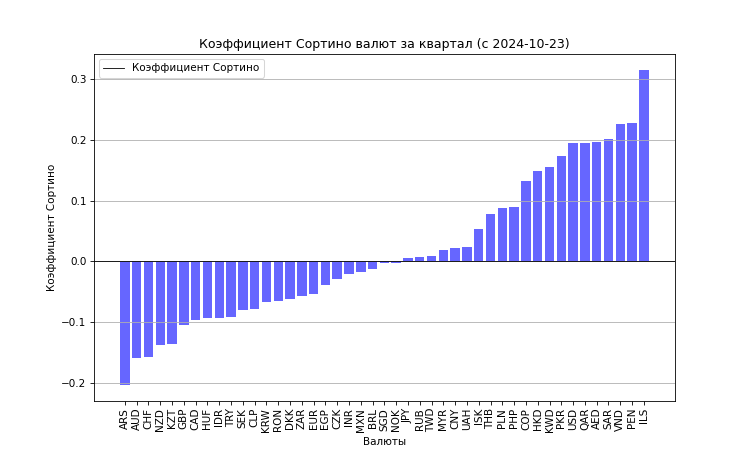 Коэффициент Сортино валют за квартал (с 2024-10-23)
Коэффициент Сортино
Коэффициент Сортино
0.3
0.2
0.1
0.0
−0.1
−0.2
ARS AUD CHF NZD KZT GBP CAD HUF IDR TRY SEK CLP KRW RON DKK ZAR EUR EGP CZK INR MXN BRL SGD NOK JPY RUB TWD MYR CNY UAH ISK THB PLN PHP COP HKD KWD PKR USD QAR AED SAR VND PEN ILS
Валюты